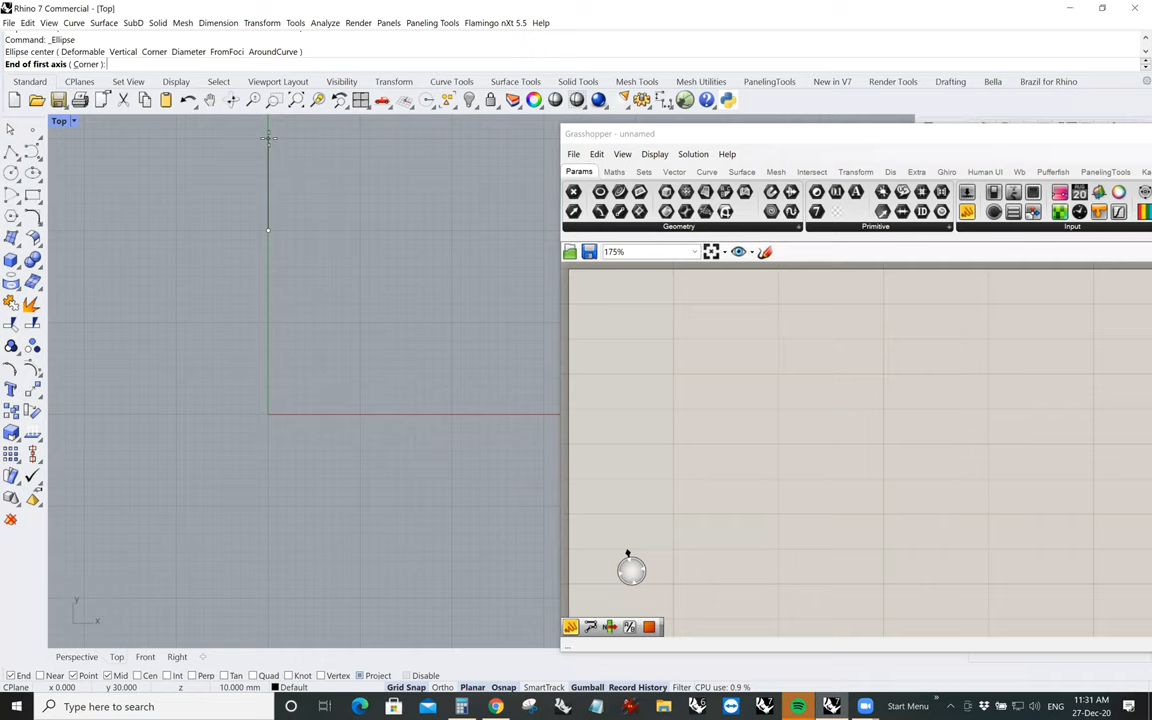 Rhino 7 Commercial - [Top]
File Edit View Curve Surface SubD Solid Mesh Dimension Transform Tools Analyze Render Panels Paneling Tools Flamingo nXt 5.5 Help
Command: _Ellipse
Ellipse center ( Deformable Vertical Corner Diameter FromFoci AroundCurve )
End of first axis ( Corner ):
Standard CPlanes Set View Display Select Viewport Layout Visibility Transform Curve Tools Surface Tools Solid Tools Mesh Tools Mesh Utilities PanelingTools New in V7 Render Tools Drafting Bella Brazil for Rhino
Top
Grasshopper - unnamed
File Edit View Display Solution Help
Params Maths Sets Vector Curve Surface Mesh Intersect Transform Dis Extra Ghiro Human UI Wb Pufferfish PanelingTools Ka
Geometry Primitive Input
175%
y
x
Perspective Top Front Right
End Near Point Mid Cen Int Perp Tan Quad Knot Vertex Project Disable
CPlane x 0.000 y 30.000 z 10.000 mm Default Grid Snap Ortho Planar Osnap SmartTrack Gumball Record History Filter CPU use: 0.9 %
Type here to search
Start Menu
ENG
11:31 AM
27-Dec-20